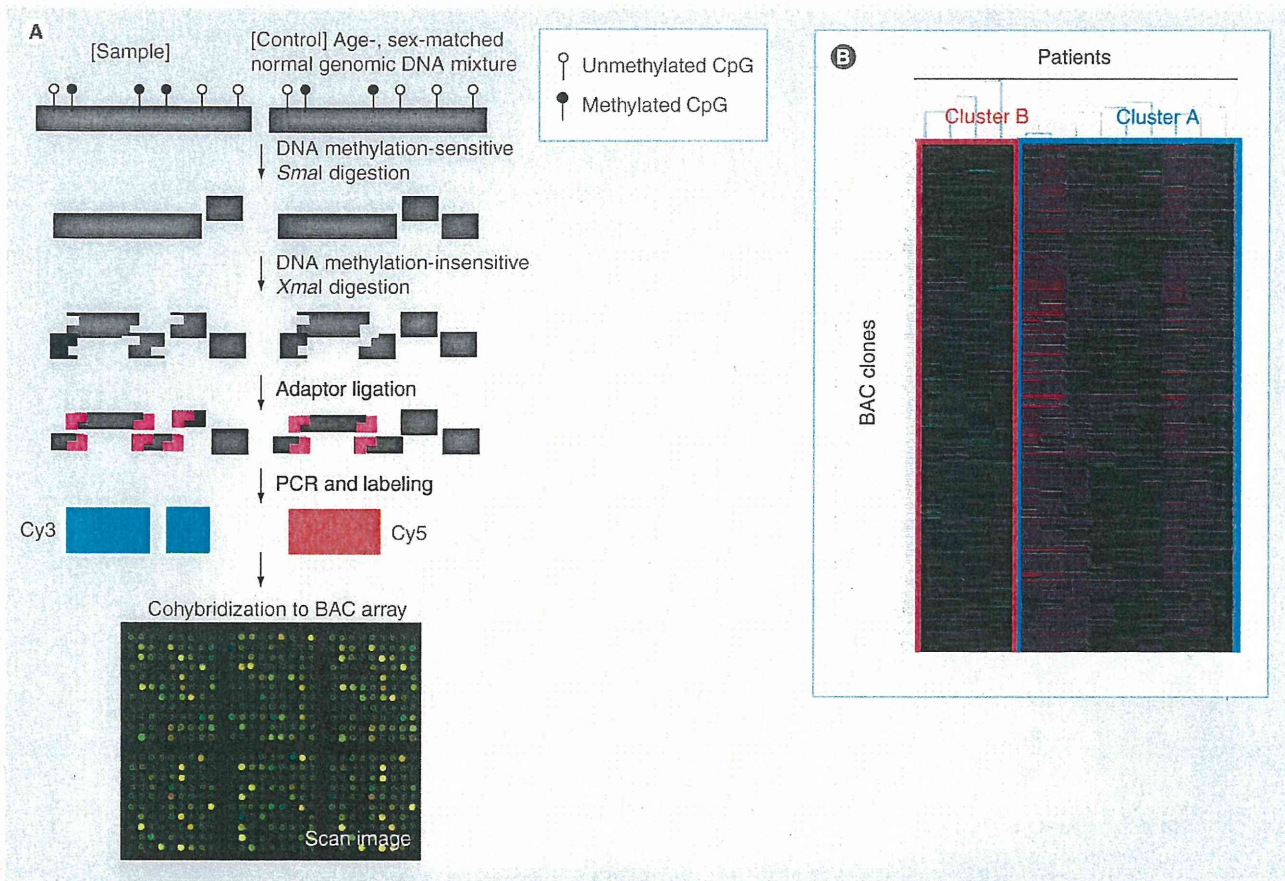 A
[Sample]
[Control] Age-, sex-matched
normal genomic DNA mixture
Unmethylated CpG
Methylated CpG
DNA methylation-sensitive
SmaI digestion
DNA methylation-insensitive
XmaI digestion
Adaptor ligation
PCR and labeling
Cy3
Cy5
Cohybridization to BAC array
Scan image
B
Patients
Cluster B
Cluster A
BAC clones